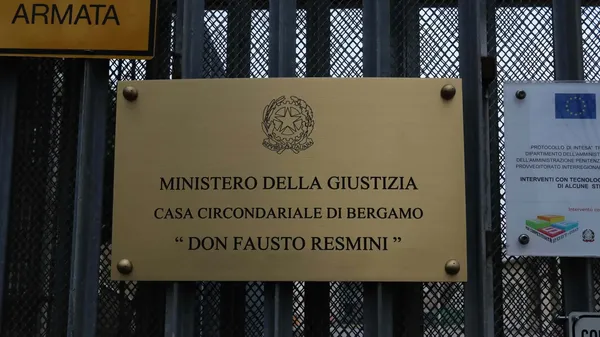 ARMATA
MINISTERO DELLA GIUSTIZIA
CASA CIRCONDARIALE DI BERGAMO
“ DON FAUSTO RESMINI ”
PROTOCOLLO DI INTESA
DIPARTIMENTO DELL'AMMINIS
DELL'AMMINISTRAZIONE PENITENZ
PROVVEDITORATO INTERREGIONAL
INTERVENTI CON TECNOLOG
DI ALCUNE